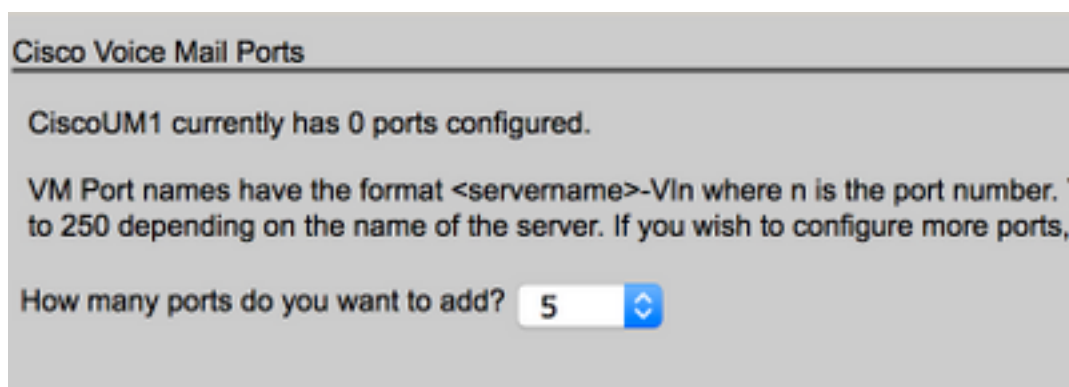 Cisco Voice Mail Ports
CiscoUM1 currently has 0 ports configured.
VM Port names have the format <servername>-VIn where n is the port number.
to 250 depending on the name of the server. If you wish to configure more ports,
How many ports do you want to add? 5